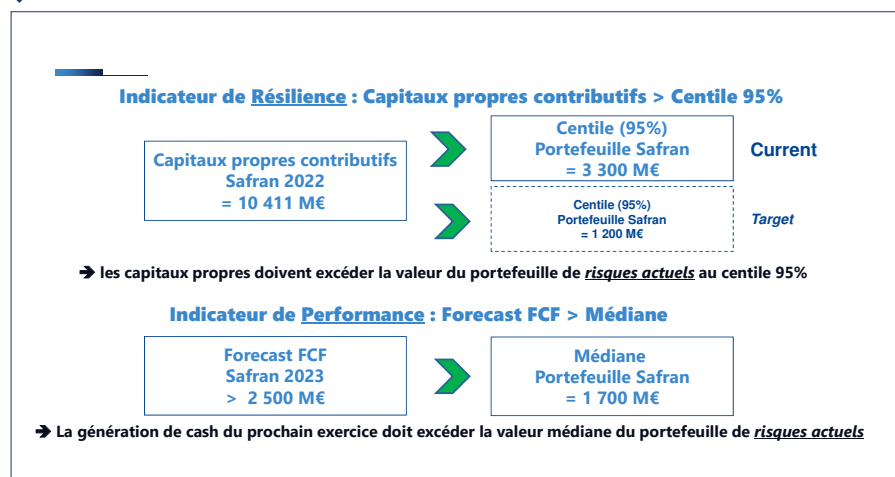 Indicateur de Résilience : Capitaux propres contributifs > Centile 95%
Capitaux propres contributifs
Safran 2022
= 10 411 M€
Centile (95%)
Portefeuille Safran
= 3 300 M€
Current
Centile (95%)
Portefeuille Safran
= 1 200 M€
Target
➔ les capitaux propres doivent excéder la valeur du portefeuille de risques actuels au centile 95%
Indicateur de Performance : Forecast FCF > Médiane
Forecast FCF
Safran 2023
> 2 500 M€
Médiane
Portefeuille Safran
= 1 700 M€
➔ La génération de cash du prochain exercice doit excéder la valeur médiane du portefeuille de risques actuels